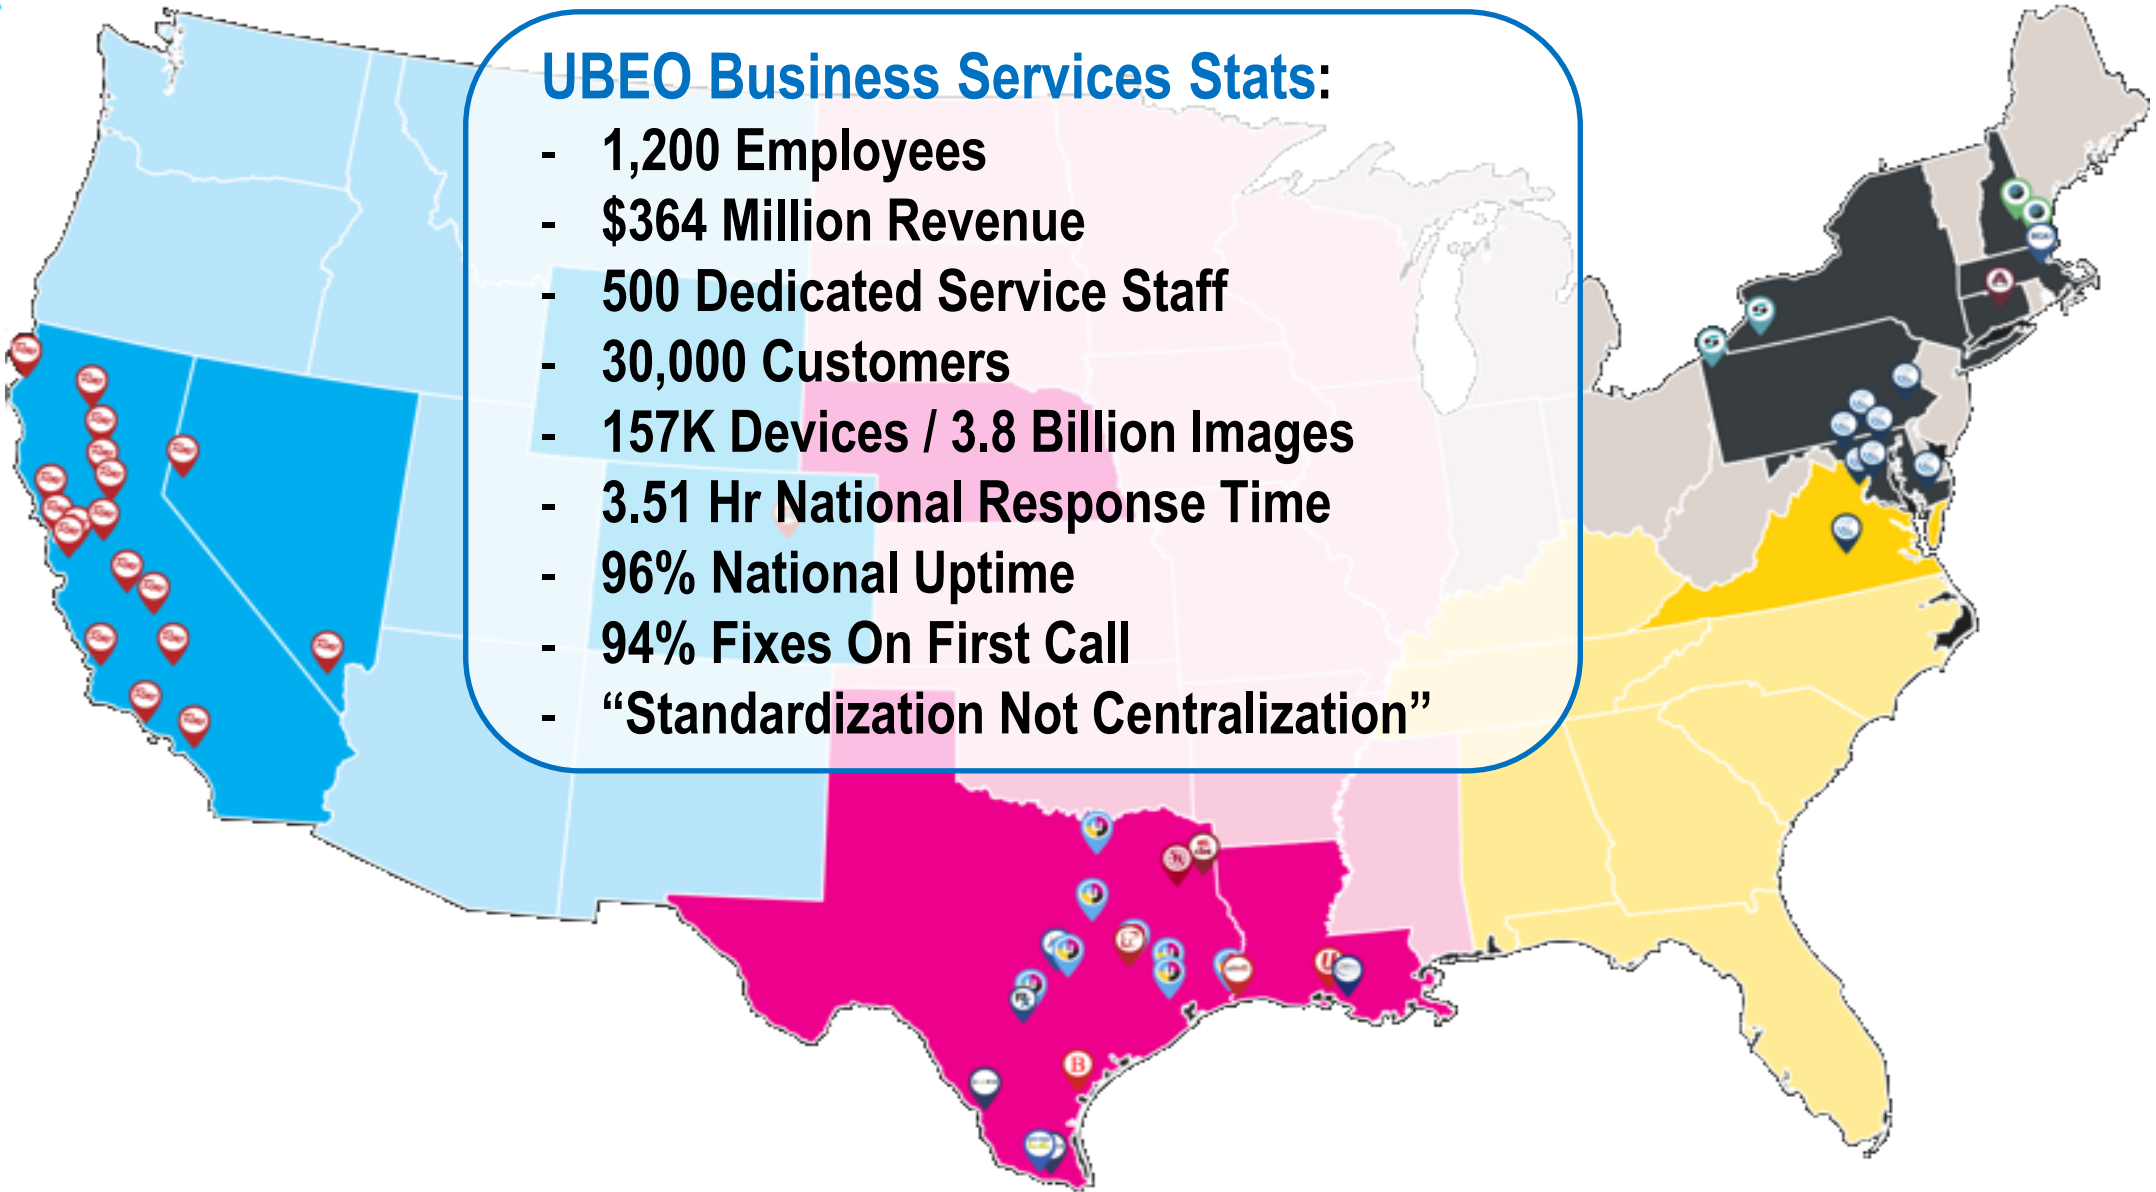 UBEO Business Services Stats:
- 1,200 Employees
- $364 Million Revenue
- 500 Dedicated Service Staff
- 30,000 Customers
- 157K Devices / 3.8 Billion Images
- 3.51 Hr National Response Time
- 96% National Uptime
- 94% Fixes On First Call
- “Standardization Not Centralization”
B